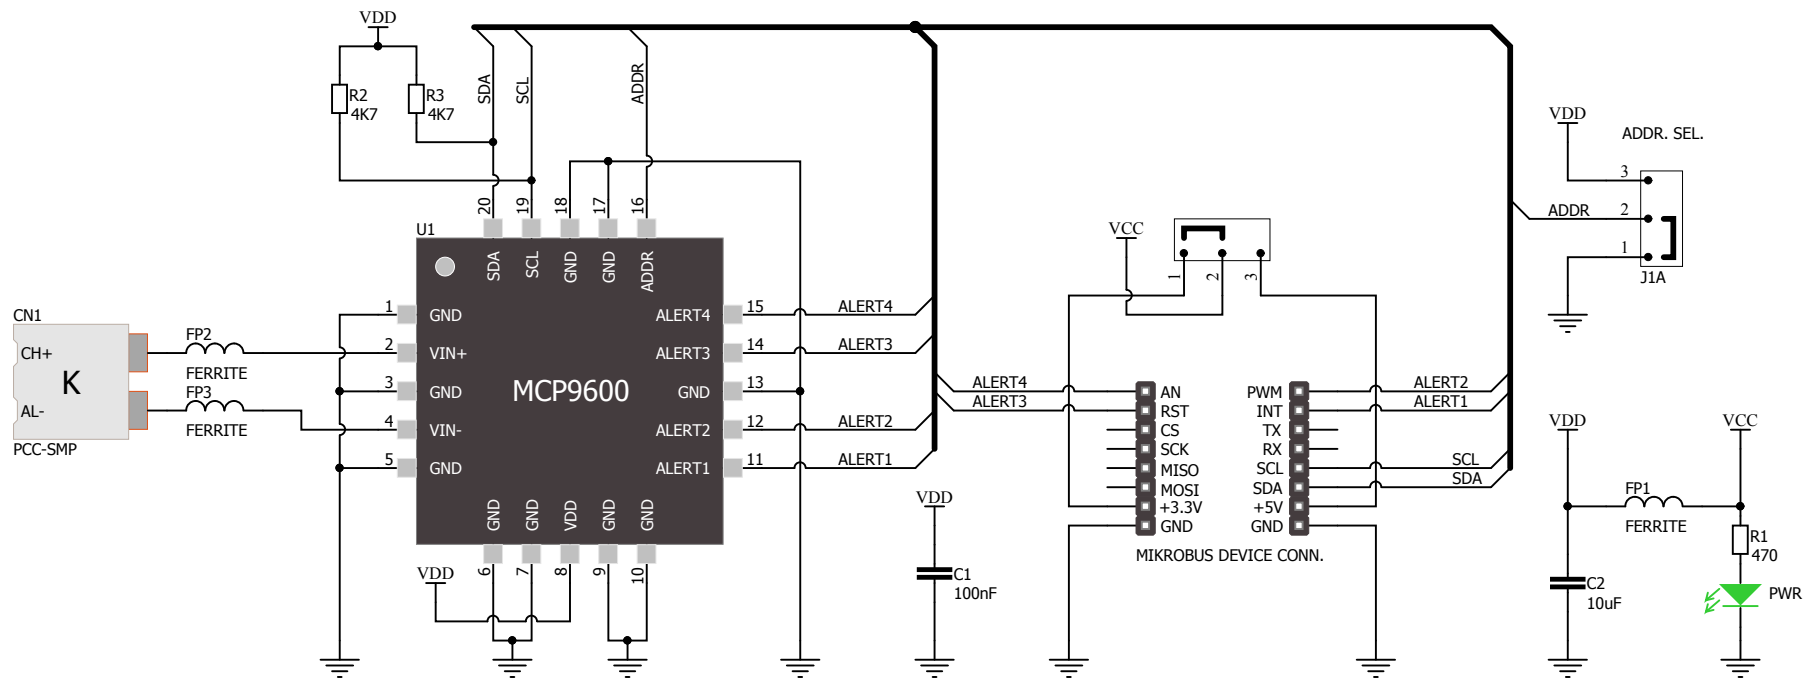 VDD
R2
4K7
R3
4K7
SDA
SCL
ADDR
VDD
ADDR. SEL.
3
ADDR 2
1
J1A
20
19
18
17
16
U1
SDA
SCL
GND
GND
ADDR
VCC
1
2
3
CN1
CH+
K
AL-
PCC-SMP
FP2
FERRITE
FP3
FERRITE
1 GND
2 VIN+
3 GND
4 VIN-
5 GND
MCP9600
ALERT4 15 ALERT4
ALERT3 14 ALERT3
GND 13
ALERT2 12 ALERT2
ALERT1 11 ALERT1
GND
GND
VDD
GND
GND
6
7
8
9
10
VDD
VDD
C1
100nF
ALERT4 AN
ALERT3 RST
CS
SCK
MISO
MOSI
+3.3V
GND
PWM ALERT2
INT ALERT1
TX
RX
SCL SCL
SDA SDA
+5V
GND
MIKROBUS DEVICE CONN.
VDD
VCC
FP1
FERRITE
R1
470
C2
10uF
PWR